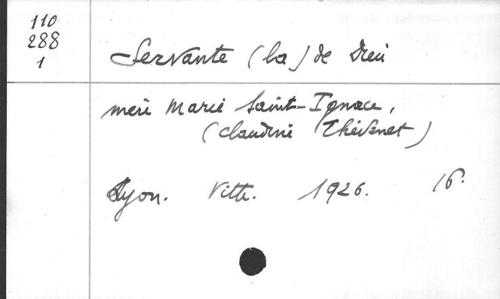 110
288
1
Servante (la) de Dieu
mère Marie Saint-Ignace,
(Claudine Thévenet)
Lyon. Vitte. 1926. 16°